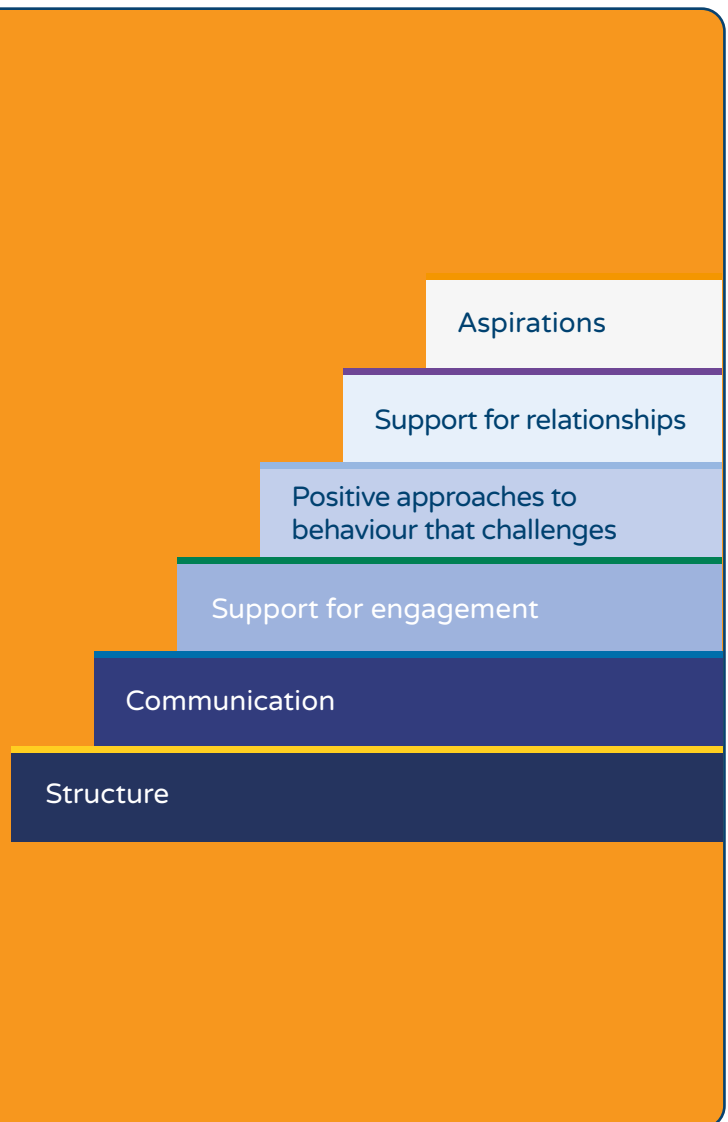 Aspirations
Support for relationships
Positive approaches to
behaviour that challenges
Support for engagement
Communication
Structure